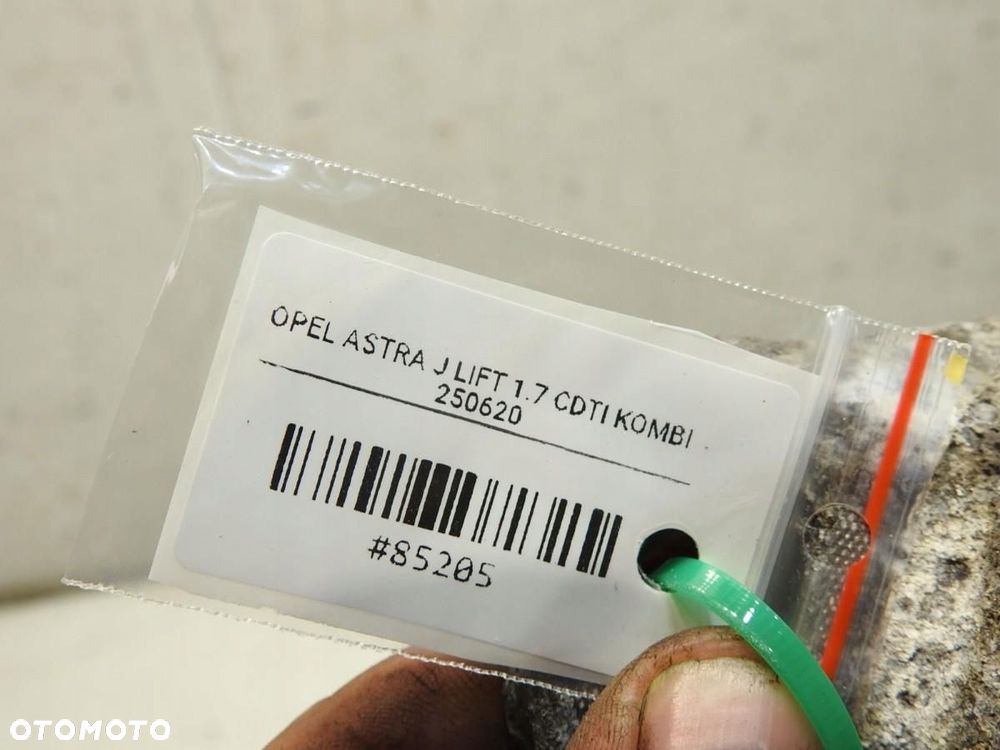 OPEL ASTRA J LIFT 1.7 CDTI KOMBI
250620
#85205
OTOMOTO